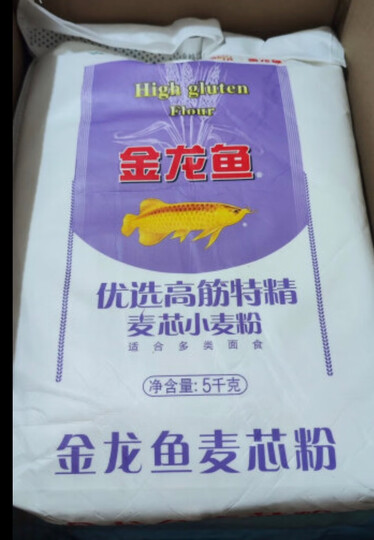 High gluten
Flour
金龙鱼®
优选高筋特精
麦芯小麦粉
适合多类面食
净含量:5千克
金龙鱼麦芯粉